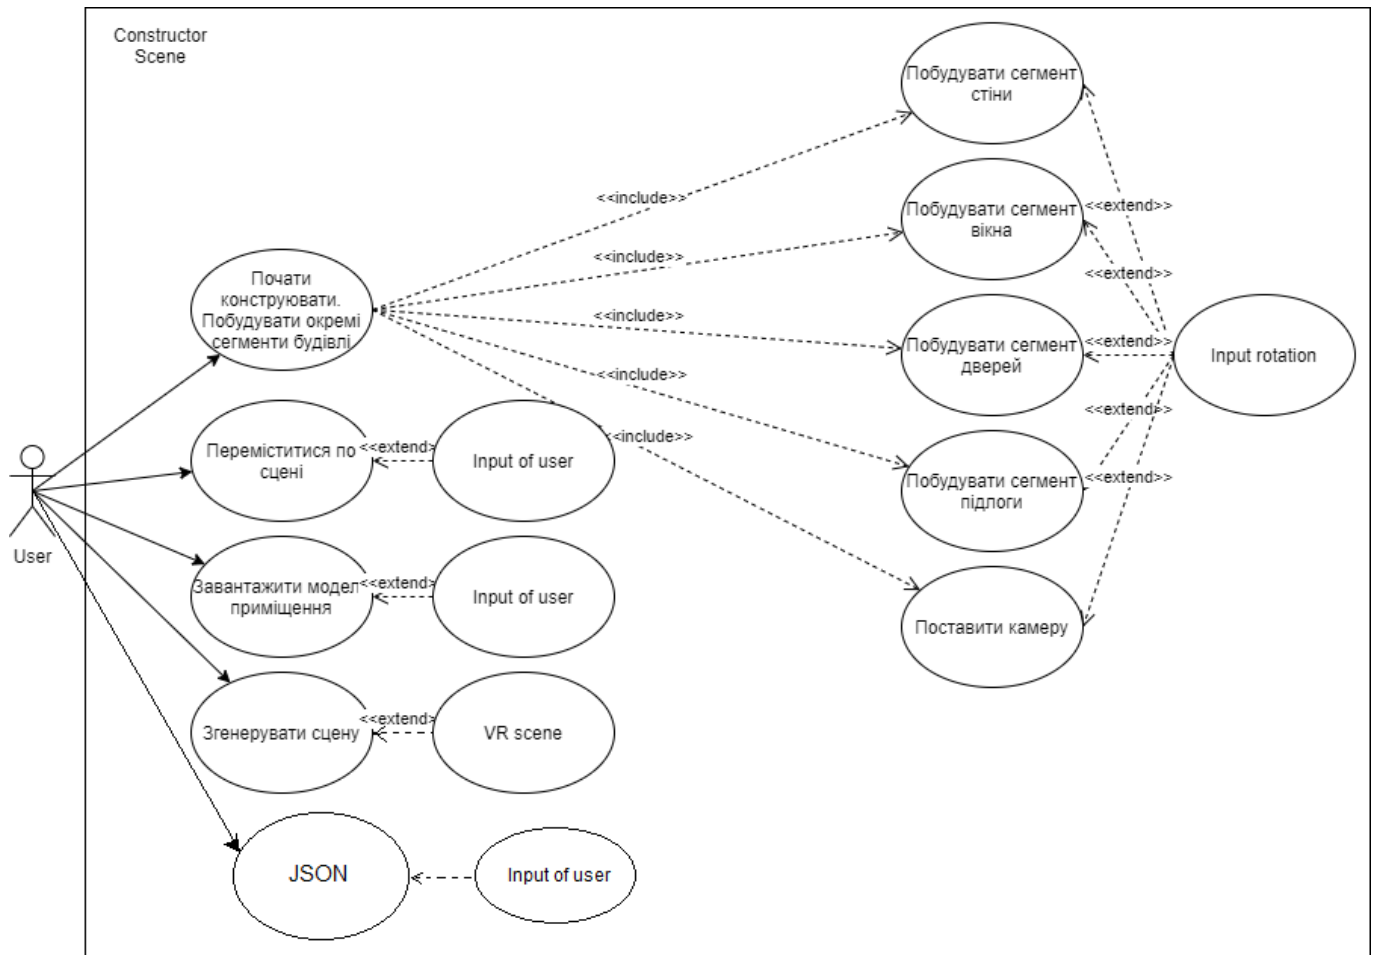 Constructor
Scene
Побудувати сегмент
стіни
<<include>>
Побудувати сегмент
вікна
<<extend>>
<<include>>
<<extend>>
Почати
конструювати.
Побудувати окремі
сегменти будівлі
<<include>>
Побудувати сегмент
дверей
<<extend>>
Input rotation
<<include>>
<<extend>>
<<include>>
Переміститися по
сцені
<<extend>
Input of user
Побудувати сегмент
підлоги
<<extend>>
User
Завантажити модел
приміщення
<<extend>
Input of user
Поставити камеру
Згенерувати сцену
<<extend>
VR scene
JSON
Input of user